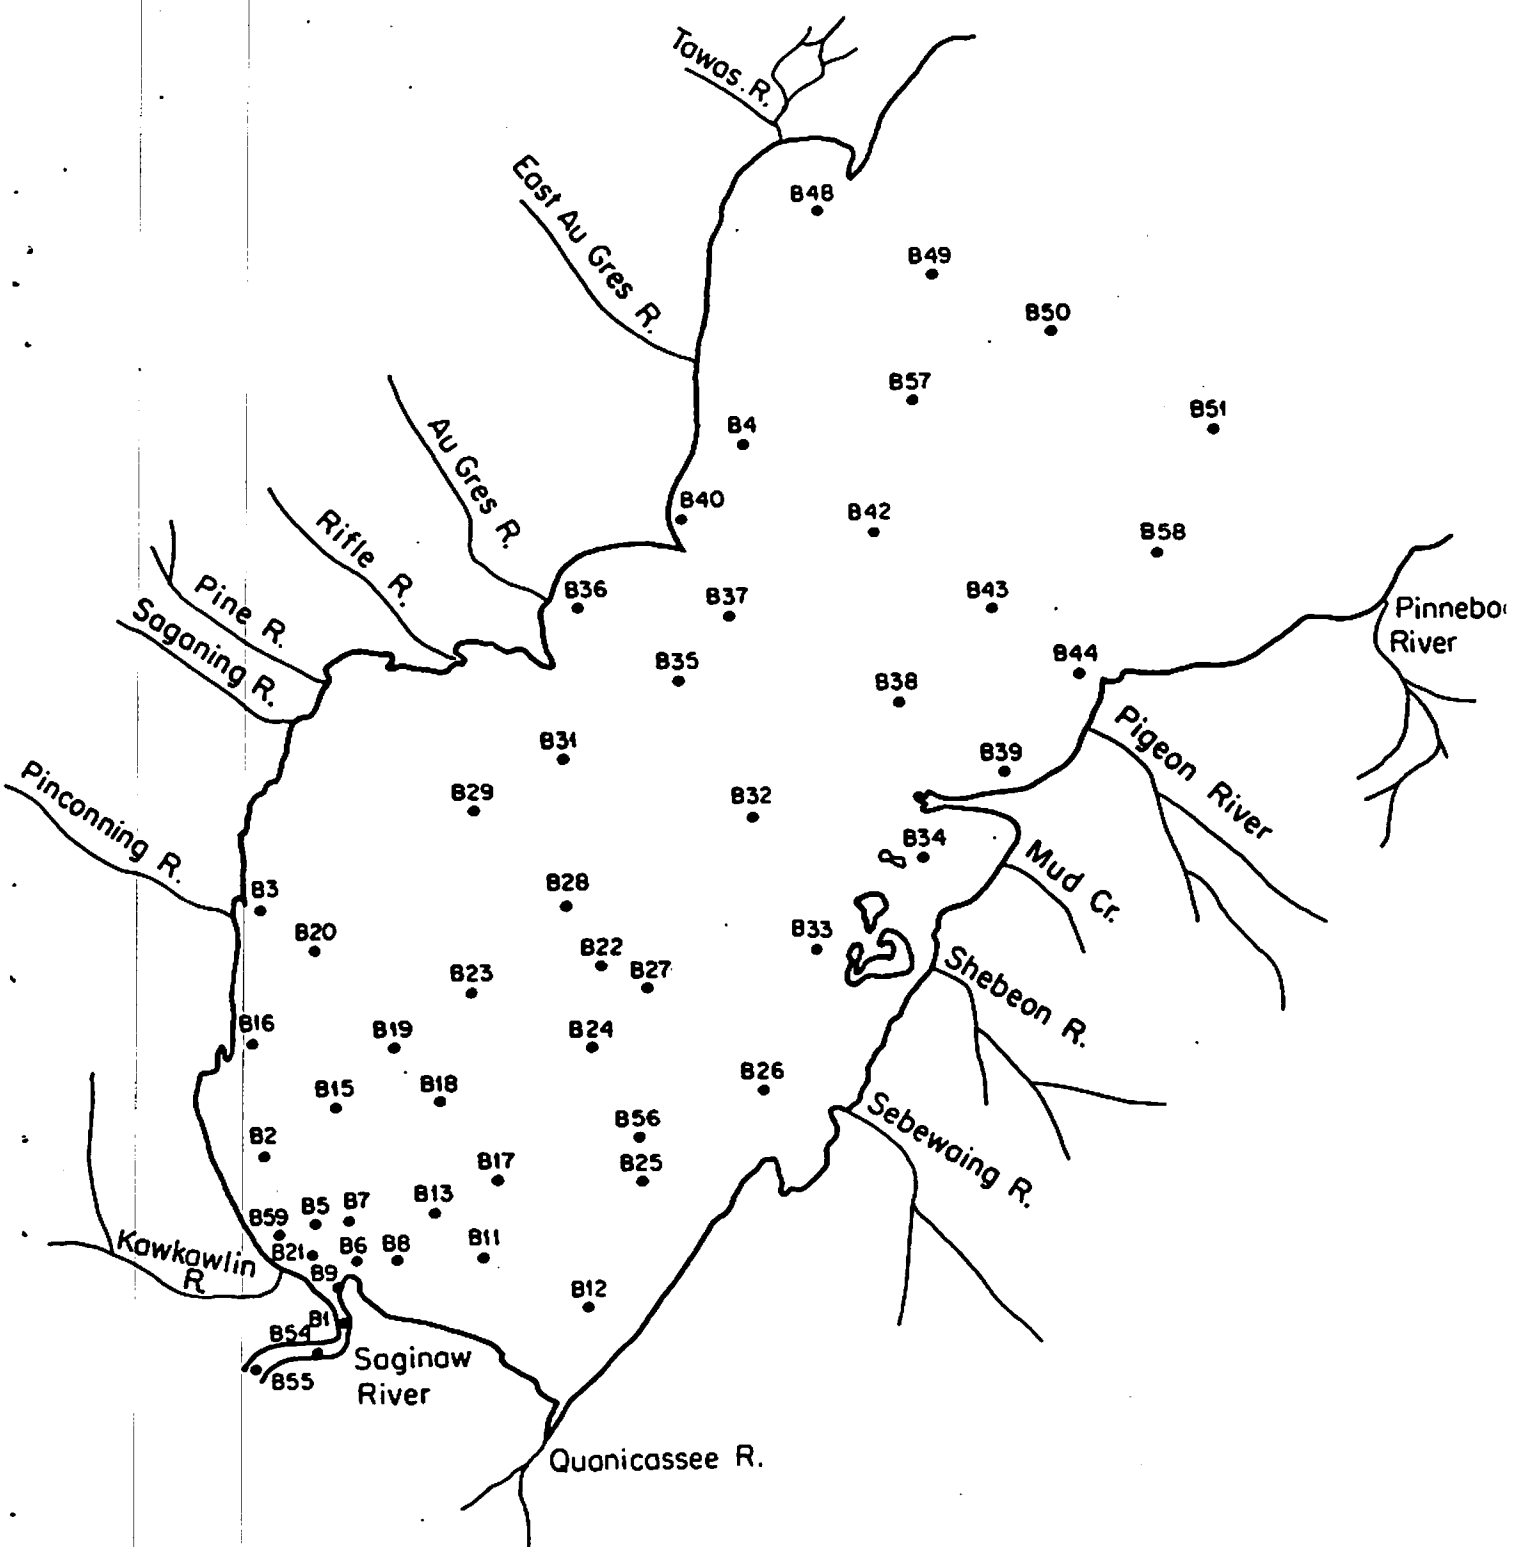 Tawas. R.
East Au Gres R.
B48
B49
B50
B57
B51
B4
Au Gres R.
B40
B42
B58
Rifle R.
Pine R.
Saganing R.
B36
B37
B43
Pinneboc
River
B35
B44
B38
Pigeon River
B31
B39
Pinconning R.
B29
B32
B34
Mud Cr.
B3
B28
B20
B33
B22
B27
B23
Shebeon R.
B16
B19
B24
B15
B18
B26
Sebewaing R.
B2
B56
B17
B25
B59
B5
B7
B13
Kawkawlin
R.
B21
B6
B8
B11
B9
B12
B1
B54
Saginaw
River
B55
Quanicassee R.